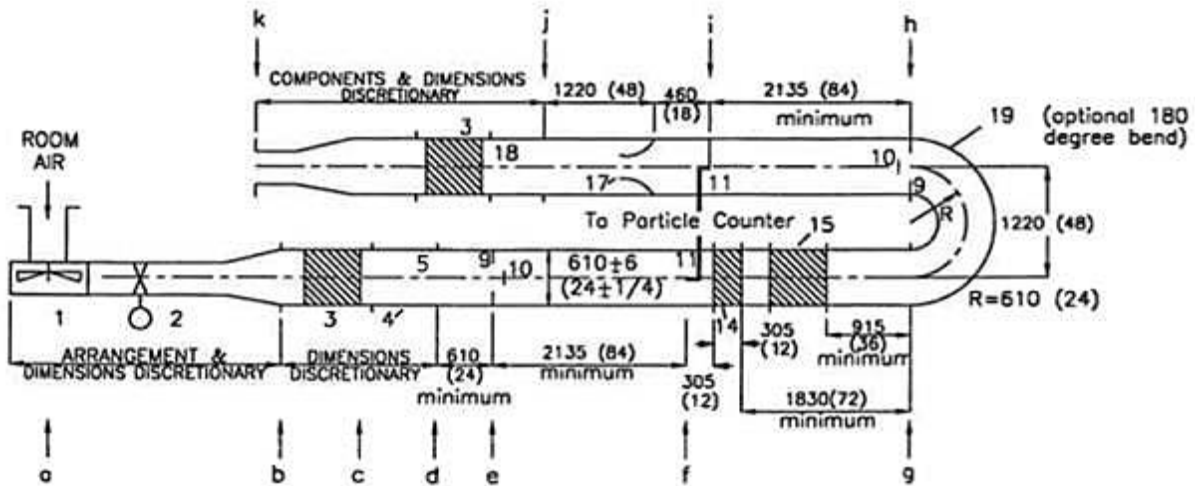 k j i h
COMPONENTS & DIMENSIONS
DISCRETIONARY
1220 (48)
460
(18)
2135 (84)
minimum
19 (optional 180
degree bend)
ROOM
AIR
3
18
10
17
11
9
To Particle Counter
15
R
1220 (48)
5
9
10
610±6
(24±1/4)
11
R=610 (24)
1
2
3
4
14
305
(12)
915
(36)
minimum
ARRANGEMENT &
DIMENSIONS DISCRETIONARY
DIMENSIONS
DISCRETIONARY
610
(24)
minimum
2135 (84)
minimum
305
(12)
1830(72)
minimum
a b c d e f g